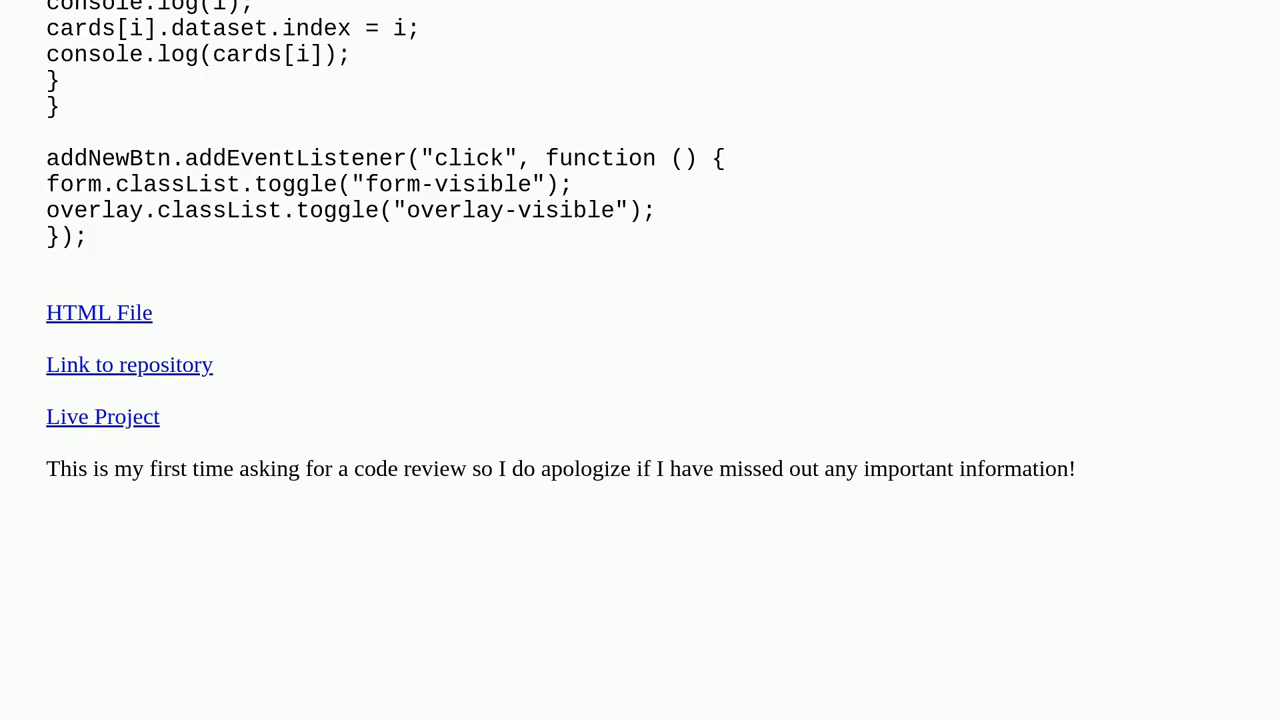 console.log(i);
cards[i].dataset.index = i;
console.log(cards[i]);
}
}
addNewBtn.addEventListener("click", function () {
form.classList.toggle("form-visible");
overlay.classList.toggle("overlay-visible");
});
HTML File
Link to repository
Live Project
This is my first time asking for a code review so I do apologize if I have missed out any important information!